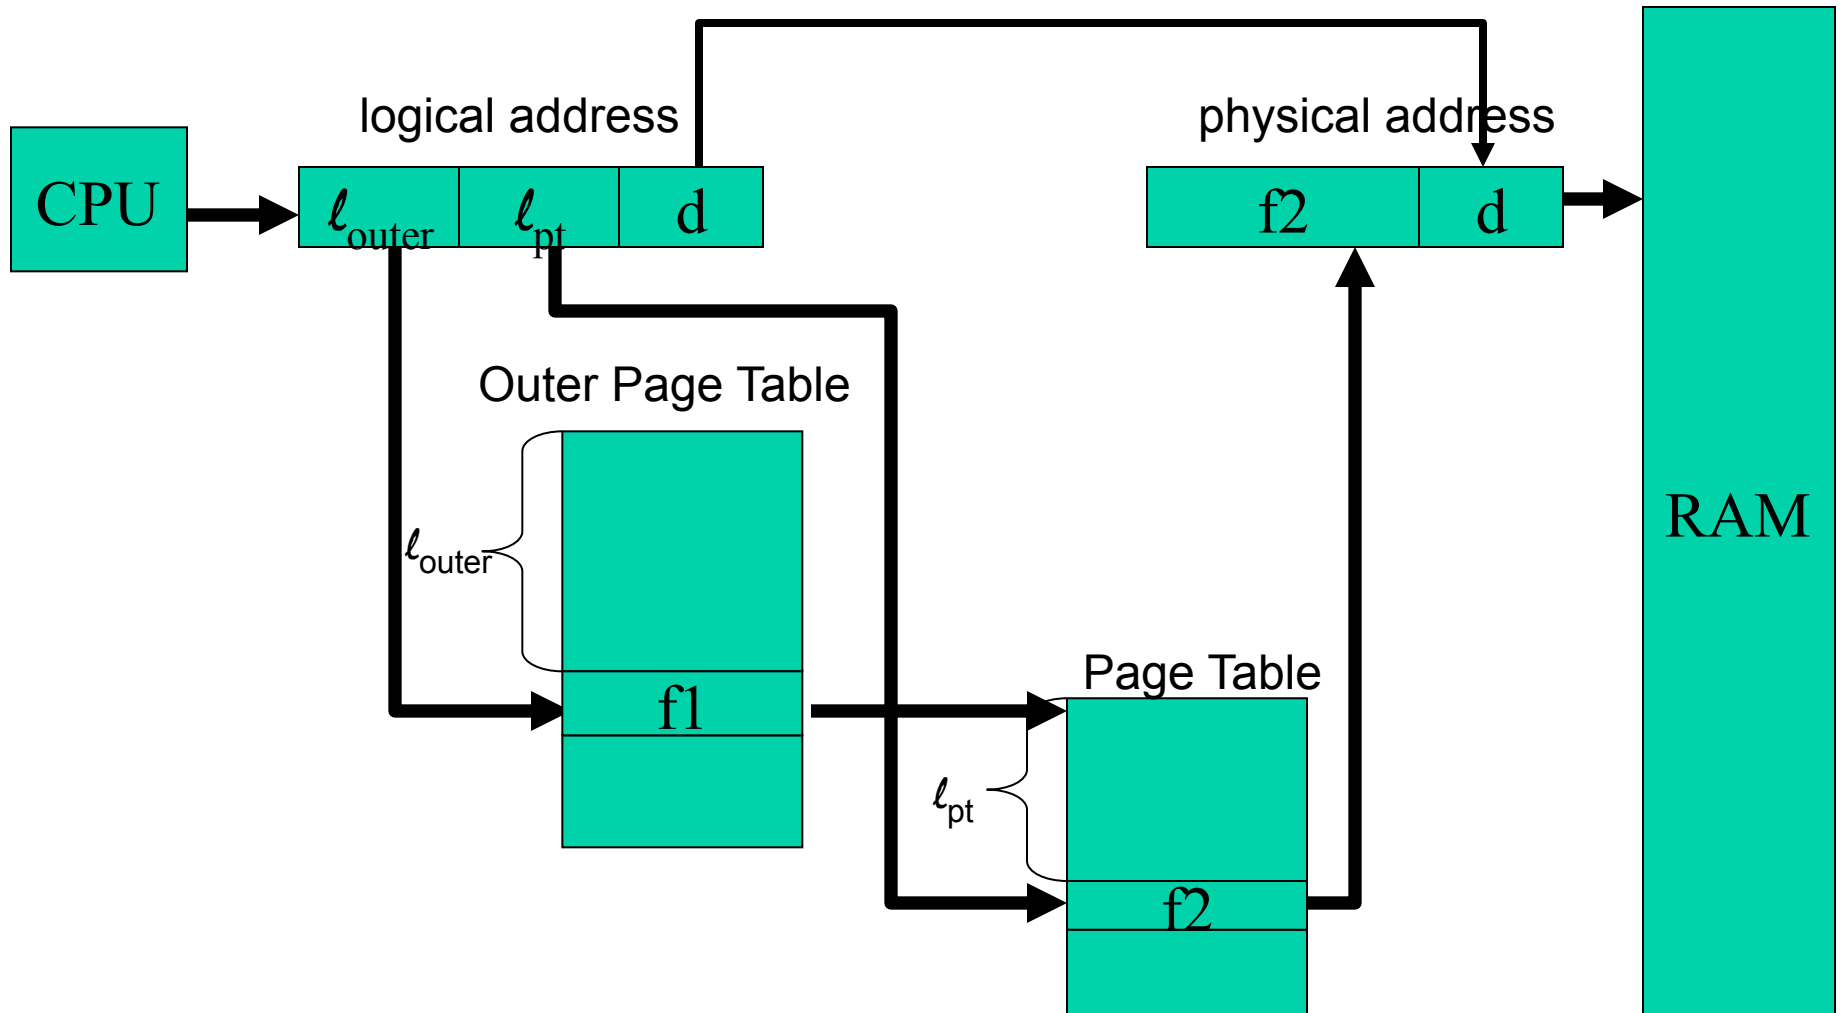 logical address
physical address
CPU
ℓouter
ℓpt
d
f2
d
Outer Page Table
RAM
ℓouter
Page Table
f1
ℓpt
f2